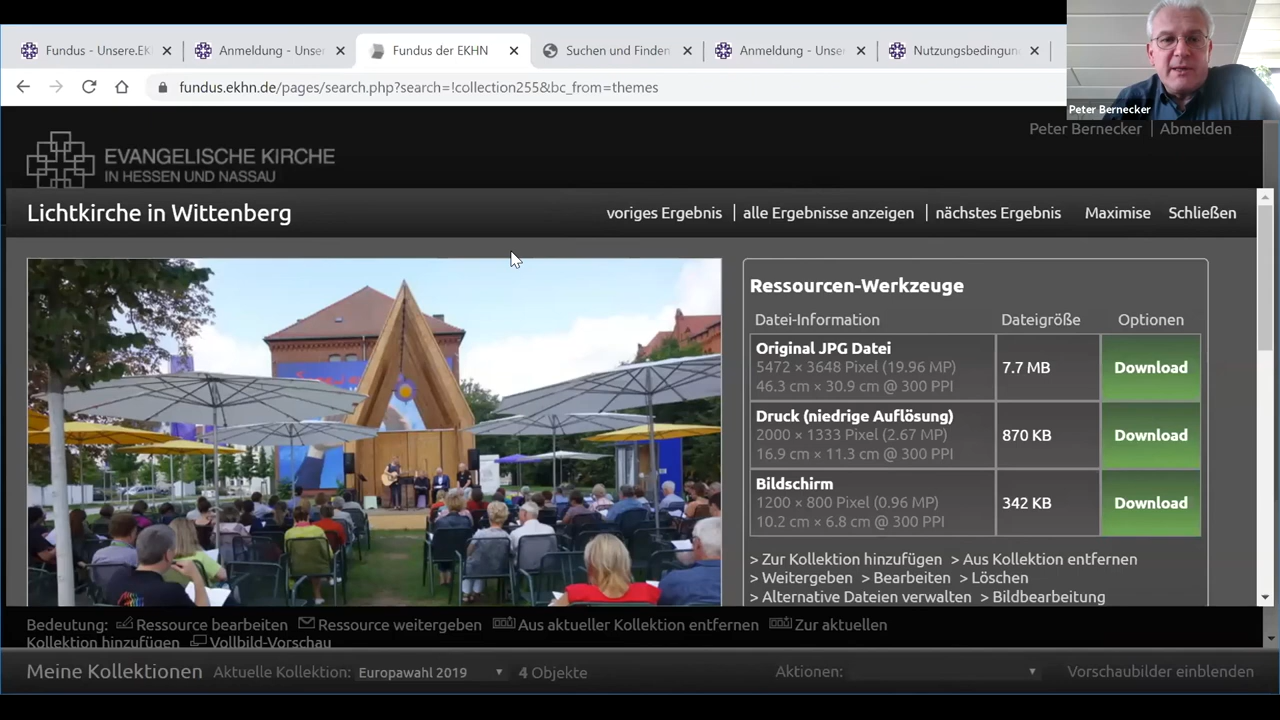 Fundus - Unsere.EK
Anmeldung - Unser
Fundus der EKHN
Suchen und Finden
Anmeldung - Unse
Nutzungsbedingun
fundus.ekhn.de/pages/search.php?search=!collection255&bc_from=themes
Peter Bernecker
Peter Bernecker | Abmelden
EVANGELISCHE KIRCHE
IN HESSEN UND NASSAU
Lichtkirche in Wittenberg
voriges Ergebnis | alle Ergebnisse anzeigen | nächstes Ergebnis Maximise Schließen
Ressourcen-Werkzeuge
Datei-Information Dateigröße Optionen
Original JPG Datei
5472 × 3648 Pixel (19.96 MP)
46.3 cm × 30.9 cm @ 300 PPI
7.7 MB
Download
Druck (niedrige Auflösung)
2000 × 1333 Pixel (2.67 MP)
16.9 cm × 11.3 cm @ 300 PPI
870 KB
Download
Bildschirm
1200 × 800 Pixel (0.96 MP)
10.2 cm × 6.8 cm @ 300 PPI
342 KB
Download
> Zur Kollektion hinzufügen > Aus Kollektion entfernen
> Weitergeben > Bearbeiten > Löschen
> Alternative Dateien verwalten > Bildbearbeitung
Bedeutung: Ressource bearbeiten Ressource weitergeben Aus aktueller Kollektion entfernen Zur aktuellen
Kollektion hinzufügen Vollbild-Vorschau
Meine Kollektionen Aktuelle Kollektion: Europawahl 2019 4 Objekte Aktionen: Vorschaubilder einblenden